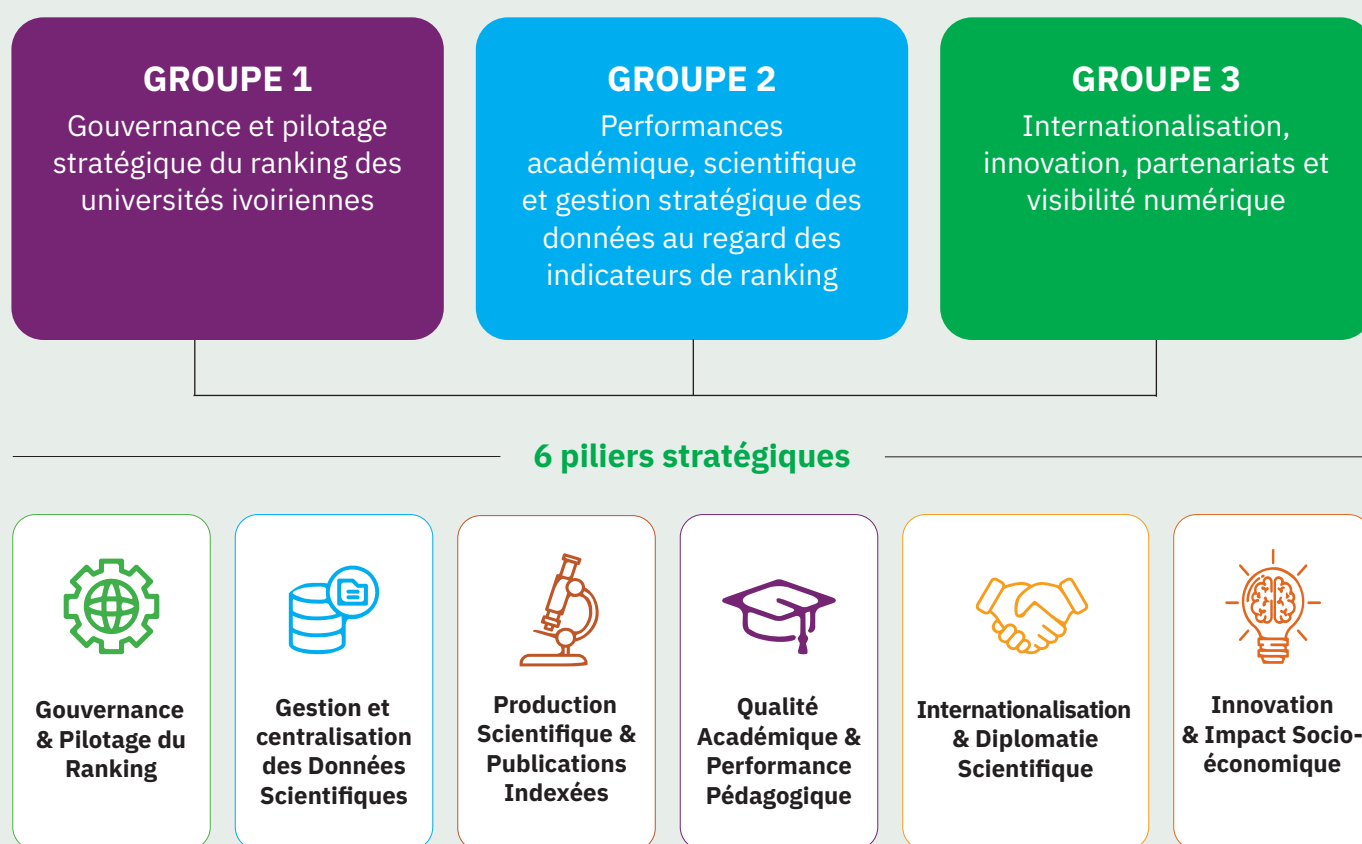 GROUPE 1
Gouvernance et pilotage
stratégique du ranking des
universités ivoiriennes
GROUPE 2
Performances
académique, scientifique
et gestion stratégique des
données au regard des
indicateurs de ranking
GROUPE 3
Internationalisation,
innovation, partenariats et
visibilité numérique
6 piliers stratégiques
Gouvernance
& Pilotage du
Ranking
Gestion et
centralisation
des Données
Scientifiques
Production
Scientifique &
Publications
Indexées
Qualité
Académique &
Performance
Pédagogique
Internationalisation
& Diplomatie
Scientifique
Innovation
& Impact Socio-
économique